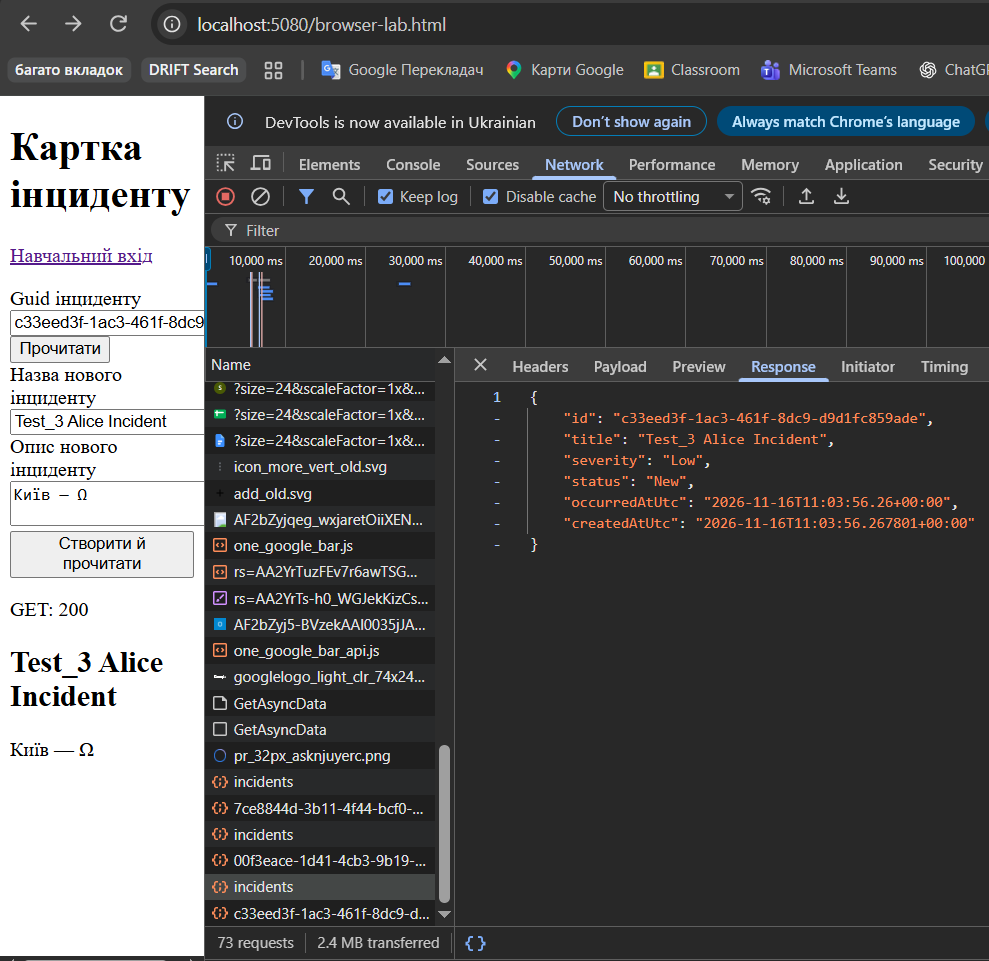 localhost:5080/browser-lab.html
багато вкладок DRIFT Search Google Перекладач Карти Google Classroom Microsoft Teams
Картка
інциденту
Навчальний вхід
Guid інциденту
c33eed3f-1ac3-461f-8dc9
Прочитати
Назва нового
інциденту
Test_3 Alice Incident
Опис нового
інциденту
Київ — Ω
Створити й
прочитати
GET: 200
Test_3 Alice
Incident
Київ — Ω
DevTools is now available in Ukrainian Don't show again Always match Chrome's language
Elements Console Sources Network Performance Memory Application Security
Keep log Disable cache No throttling
Filter
10,000 ms 20,000 ms 30,000 ms 40,000 ms 50,000 ms 60,000 ms 70,000 ms 80,000 ms 90,000 ms 100,000
Name
?size=24&scaleFactor=1x&...
?size=24&scaleFactor=1x&...
?size=24&scaleFactor=1x&...
icon_more_vert_old.svg
add_old.svg
AF2bZyjqeg_wxjaretOiiXEN...
one_google_bar.js
rs=AA2YrTuzFEv7r6awTSG...
rs=AA2YrTs-h0_WGJekKizCs...
one_google_bar_api.js
googlelogo_light_clr_74x24...
GetAsyncData
GetAsyncData
pr_32px_asknjuyerc.png
incidents
7ce8844d-3b11-4f44-bcf0-...
incidents
00f3eace-1d41-4cb3-9b19-...
incidents
c33eed3f-1ac3-461f-8dc9-d...
73 requests 2.4 MB transferred
Headers Payload Preview Response Initiator Timing
1 {
- "id": "c33eed3f-1ac3-461f-8dc9-d9d1fc859ade",
- "title": "Test_3 Alice Incident",
- "severity": "Low",
- "status": "New",
- "occurredAtUtc": "2026-11-16T11:03:56.26+00:00",
- "createdAtUtc": "2026-11-16T11:03:56.267801+00:00"
- }
{}